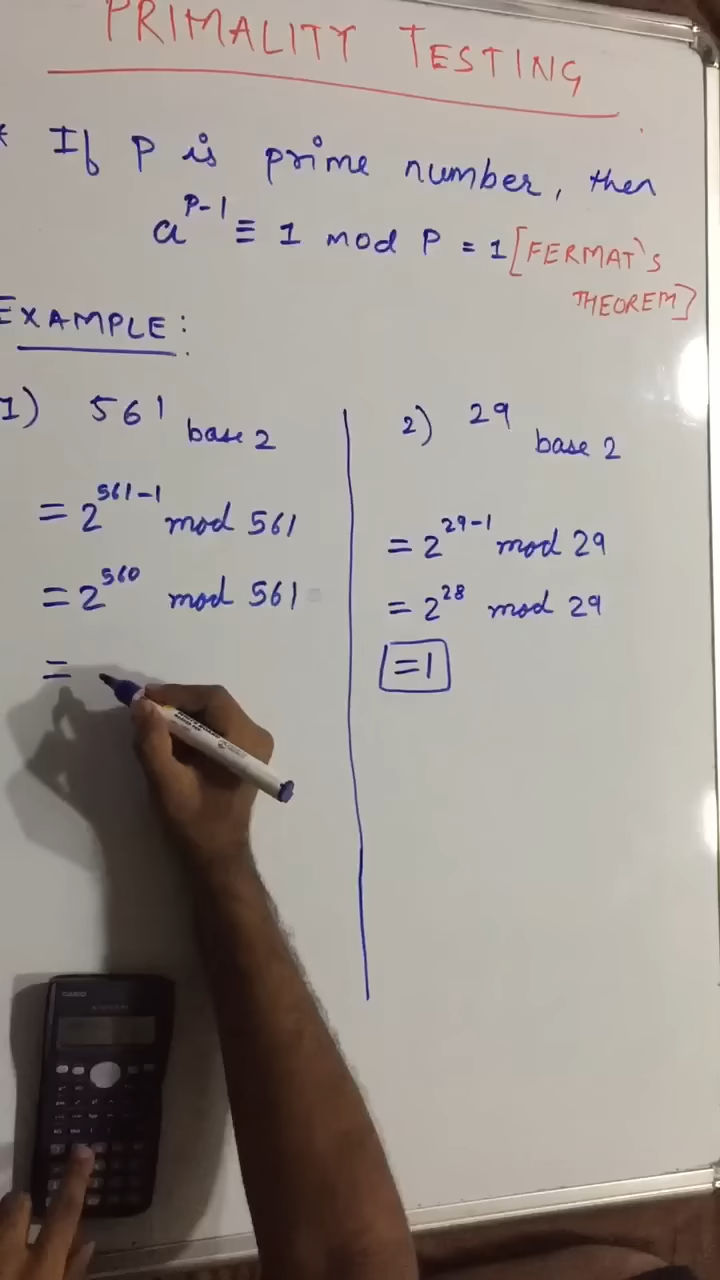 PRIMALITY TESTING
* If P is prime number, then
a^P-1 ≡ 1 mod P = 1 [FERMAT's
THEOREM]
EXAMPLE:
1) 561 base 2
= 2^561-1 mod 561
= 2^560 mod 561
=
2) 29 base 2
= 2^29-1 mod 29
= 2^28 mod 29
=1
CASIO